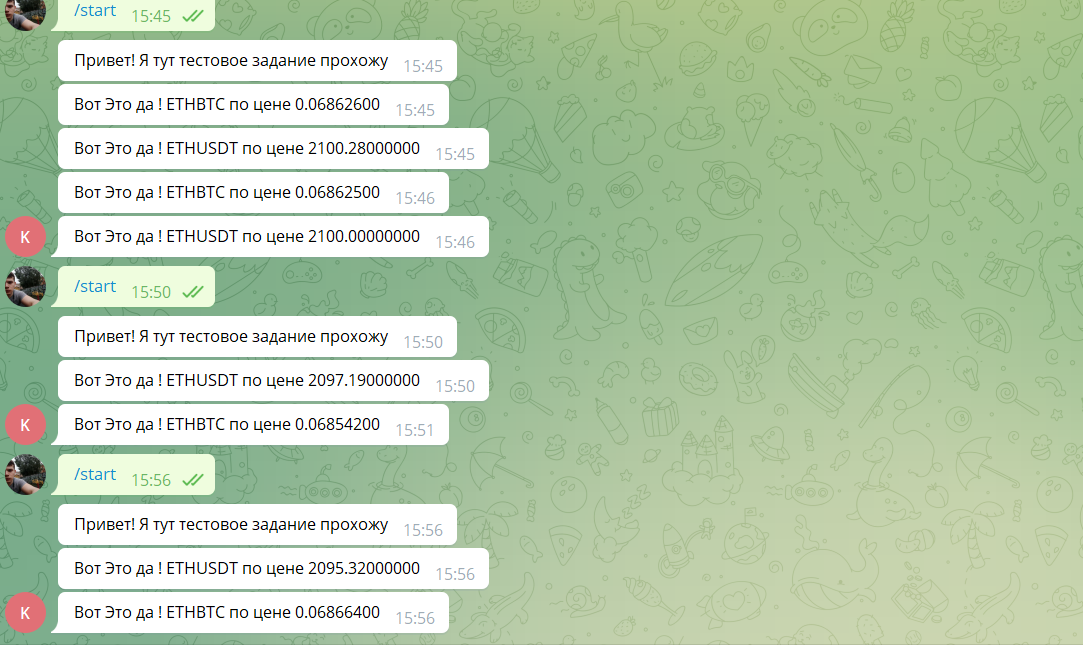 /start 15:45
Привет! Я тут тестовое задание прохожу 15:45
Вот Это да ! ETHBTC по цене 0.06862600 15:45
Вот Это да ! ETHUSDT по цене 2100.28000000 15:45
Вот Это да ! ETHBTC по цене 0.06862500 15:46
K
Вот Это да ! ETHUSDT по цене 2100.00000000 15:46
/start 15:50
Привет! Я тут тестовое задание прохожу 15:50
Вот Это да ! ETHUSDT по цене 2097.19000000 15:50
K
Вот Это да ! ETHBTC по цене 0.06854200 15:51
/start 15:56
Привет! Я тут тестовое задание прохожу 15:56
Вот Это да ! ETHUSDT по цене 2095.32000000 15:56
K
Вот Это да ! ETHBTC по цене 0.06866400 15:56